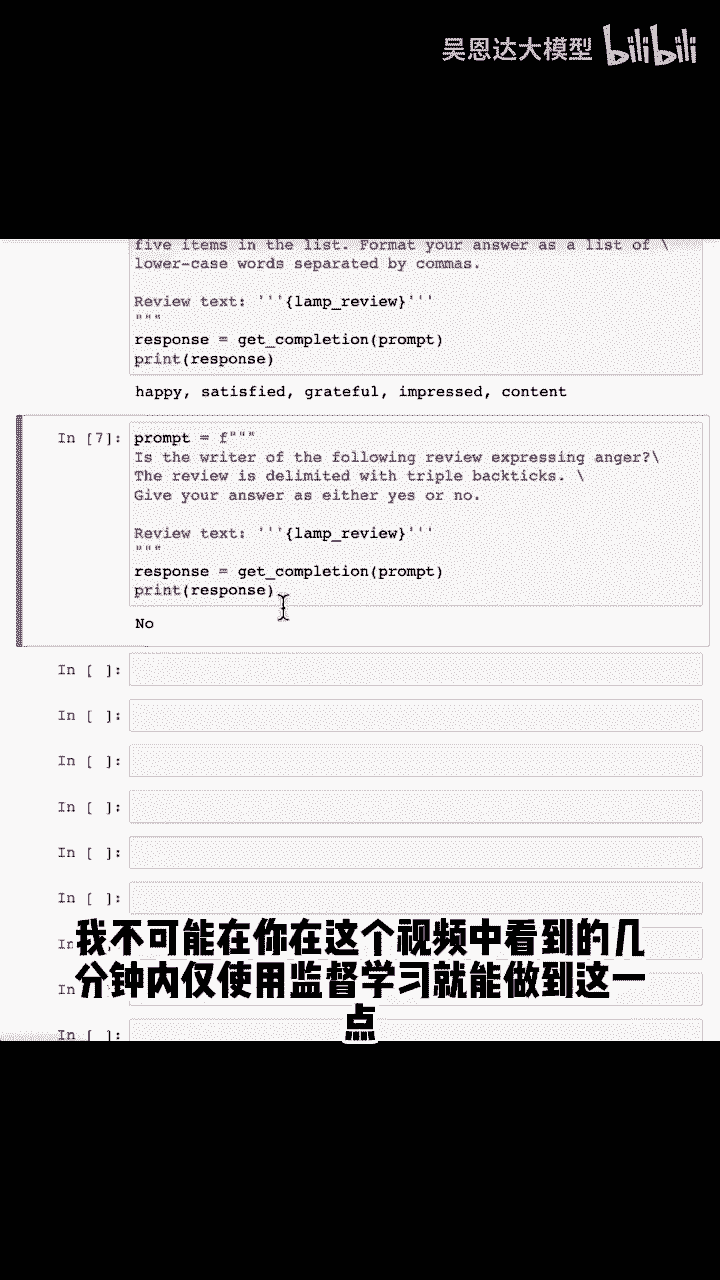 吴恩达大模型 bilibili
five items in the list. Format your answer as a list of \
lower-case words separated by commas.
Review text: '''{lamp_review}'''
"""
response = get_completion(prompt)
print(response)
happy, satisfied, grateful, impressed, content
In [7]: prompt = f"""
Is the writer of the following review expressing anger?\
The review is delimited with triple backticks. \
Give your answer as either yes or no.
Review text: '''{lamp_review}'''
"""
response = get_completion(prompt)
print(response)
No
In [ ]:
In [ ]:
In [ ]:
In [ ]:
In [ ]:
In [ ]:
我不可能在你在这个视频中看到的几
分钟内仅使用监督学习就能做到这一
点
In [ ]: